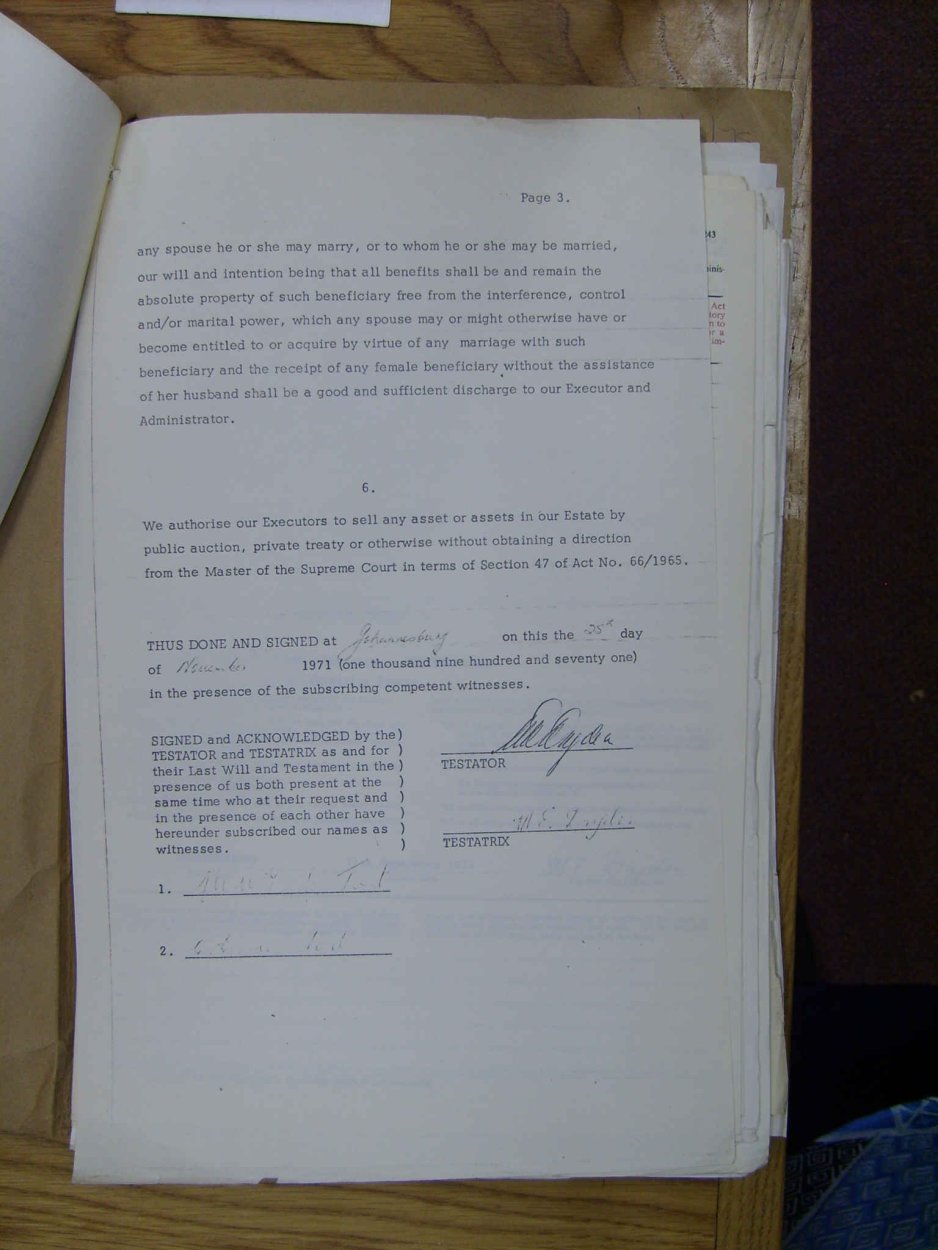 Page 3.
any spouse he or she may marry, or to whom he or she may be married,
our will and intention being that all benefits shall be and remain the
absolute property of such beneficiary free from the interference, control
and/or marital power, which any spouse may or might otherwise have or
become entitled to or acquire by virtue of any marriage with such
beneficiary and the receipt of any female beneficiary without the assistance
of her husband shall be a good and sufficient discharge to our Executor and
Administrator.
6.
We authorise our Executors to sell any asset or assets in our Estate by
public auction, private treaty or otherwise without obtaining a direction
from the Master of the Supreme Court in terms of Section 47 of Act No. 66/1965.
THUS DONE AND SIGNED at Johannesburg on this the 25th day
of November 1971 (one thousand nine hundred and seventy one)
in the presence of the subscribing competent witnesses.
SIGNED and ACKNOWLEDGED by the)
TESTATOR and TESTATRIX as and for )
their Last Will and Testament in the )
presence of us both present at the )
same time who at their request and )
in the presence of each other have )
hereunder subscribed our names as )
witnesses. )
TESTATOR
M E
TESTATRIX
1.
2.
Act